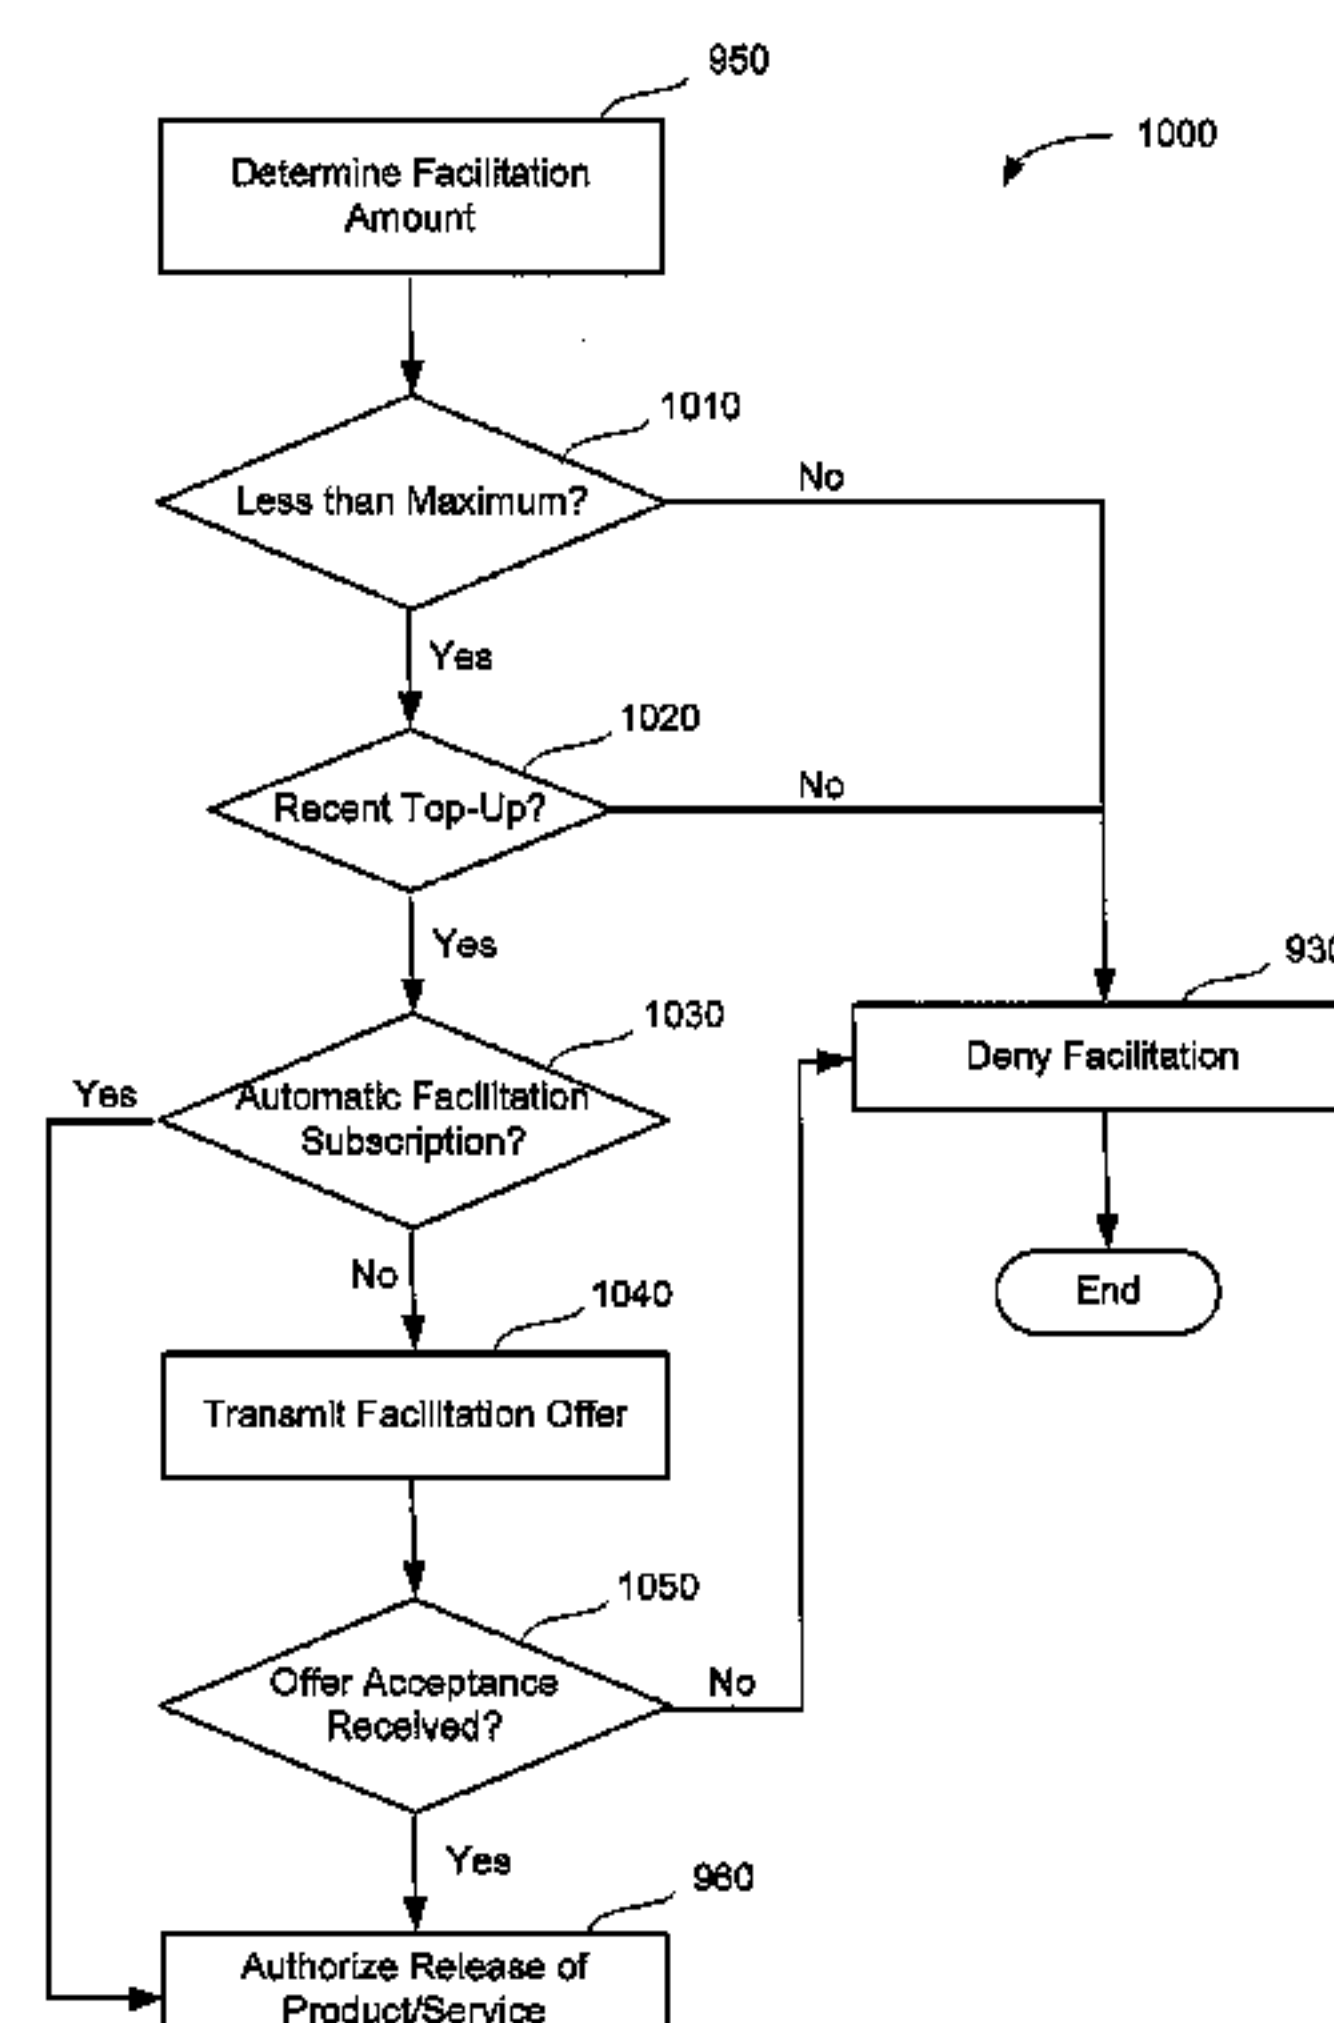 950
1000
Determine Facilitation
Amount
1010
Less than Maximum?
No
Yes
1020
Recent Top-Up?
No
Yes
930
1030
Deny Facilitation
Yes
Automatic Facilitation
Subscription?
No
End
1040
Transmit Facilitation Offer
1050
Offer Acceptance
Received?
No
Yes
960
Authorize Release of
Product/Service